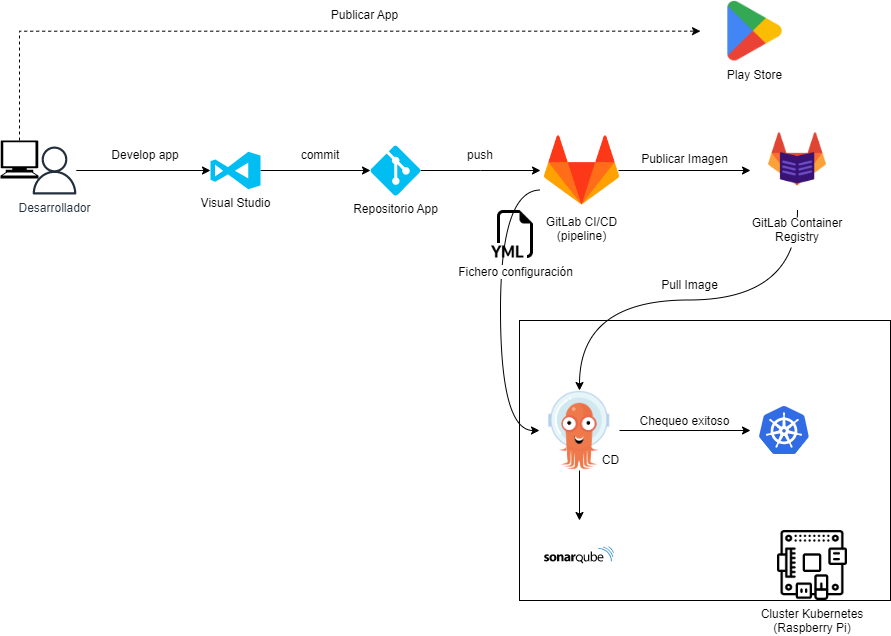 Publicar App
Play Store
Develop app
commit
push
Publicar Imagen
Desarrollador
Visual Studio
Repositorio App
GitLab CI/CD
(pipeline)
GitLab Container
Registry
YML
Fichero configuración
Pull Image
Chequeo exitoso
CD
sonarqube
Cluster Kubernetes
(Raspberry Pi)